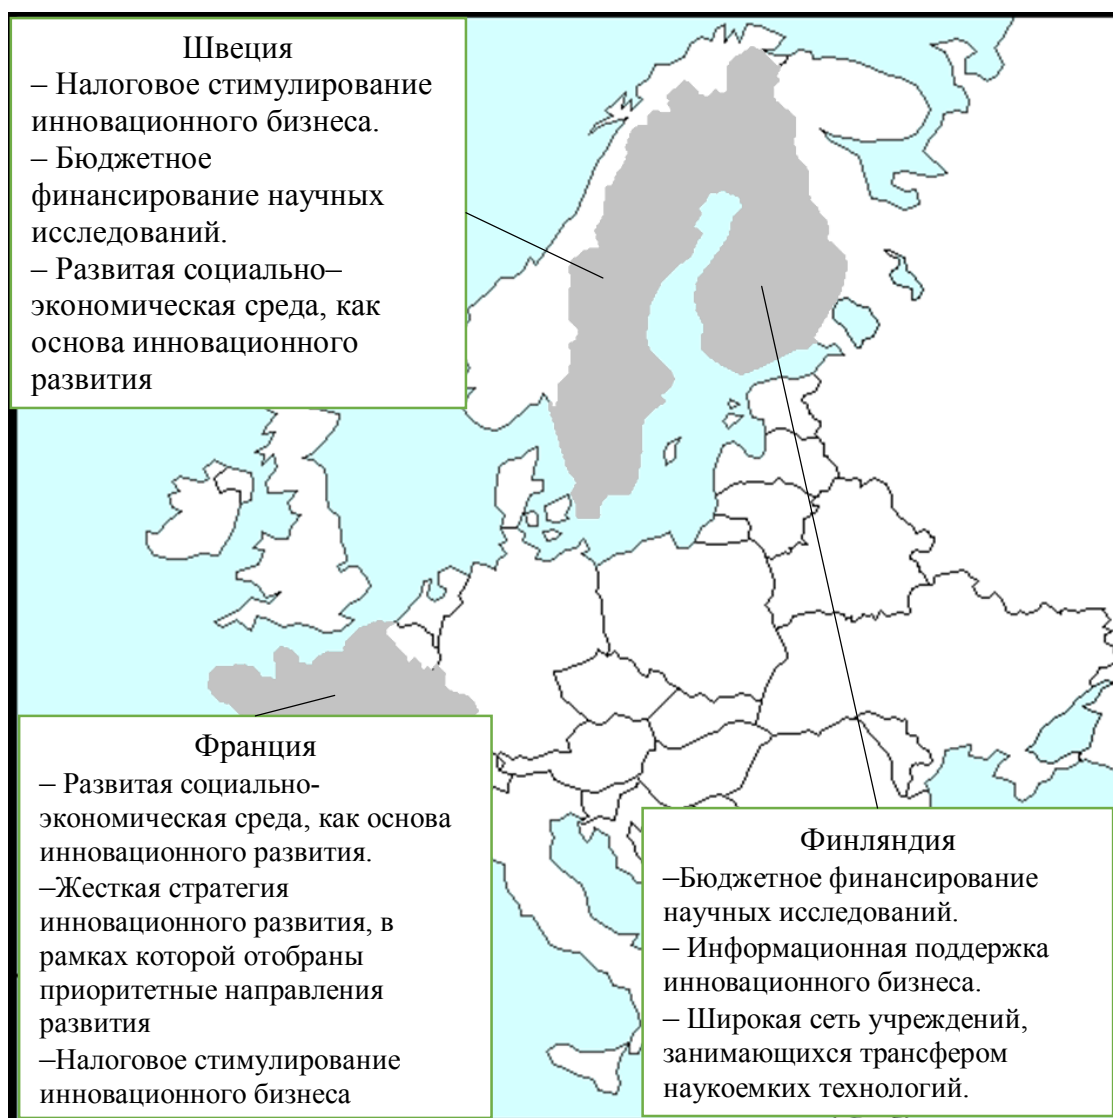 Швеция
– Налоговое стимулирование
инновационного бизнеса.
– Бюджетное
финансирование научных
исследований.
– Развитая социально–
экономическая среда, как
основа инновационного
развития
Франция
– Развитая социально-
экономическая среда, как основа
инновационного развития.
–Жесткая стратегия
инновационного развития, в
рамках которой отобраны
приоритетные направления
развития
–Налоговое стимулирование
инновационного бизнеса
Финляндия
–Бюджетное финансирование
научных исследований.
– Информационная поддержка
инновационного бизнеса.
– Широкая сеть учреждений,
занимающихся трансфером
наукоемких технологий.